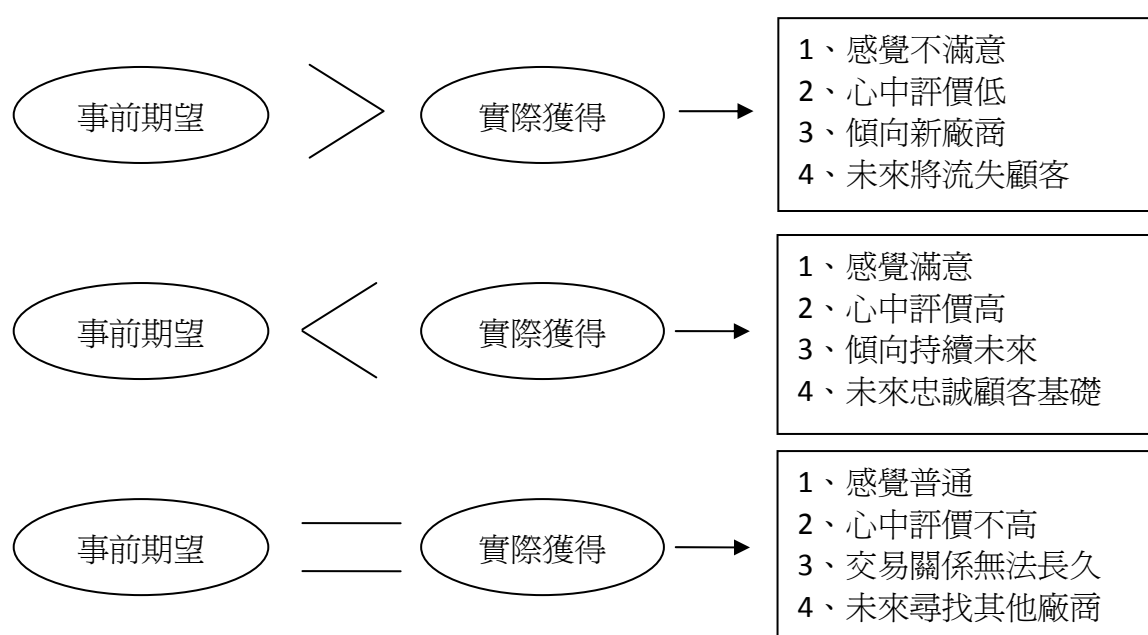 事前期望
實際獲得
1、感覺不滿意
2、心中評價低
3、傾向新廠商
4、未來將流失顧客
事前期望
實際獲得
1、感覺滿意
2、心中評價高
3、傾向持續未來
4、未來忠誠顧客基礎
事前期望
實際獲得
1、感覺普通
2、心中評價不高
3、交易關係無法長久
4、未來尋找其他廠商